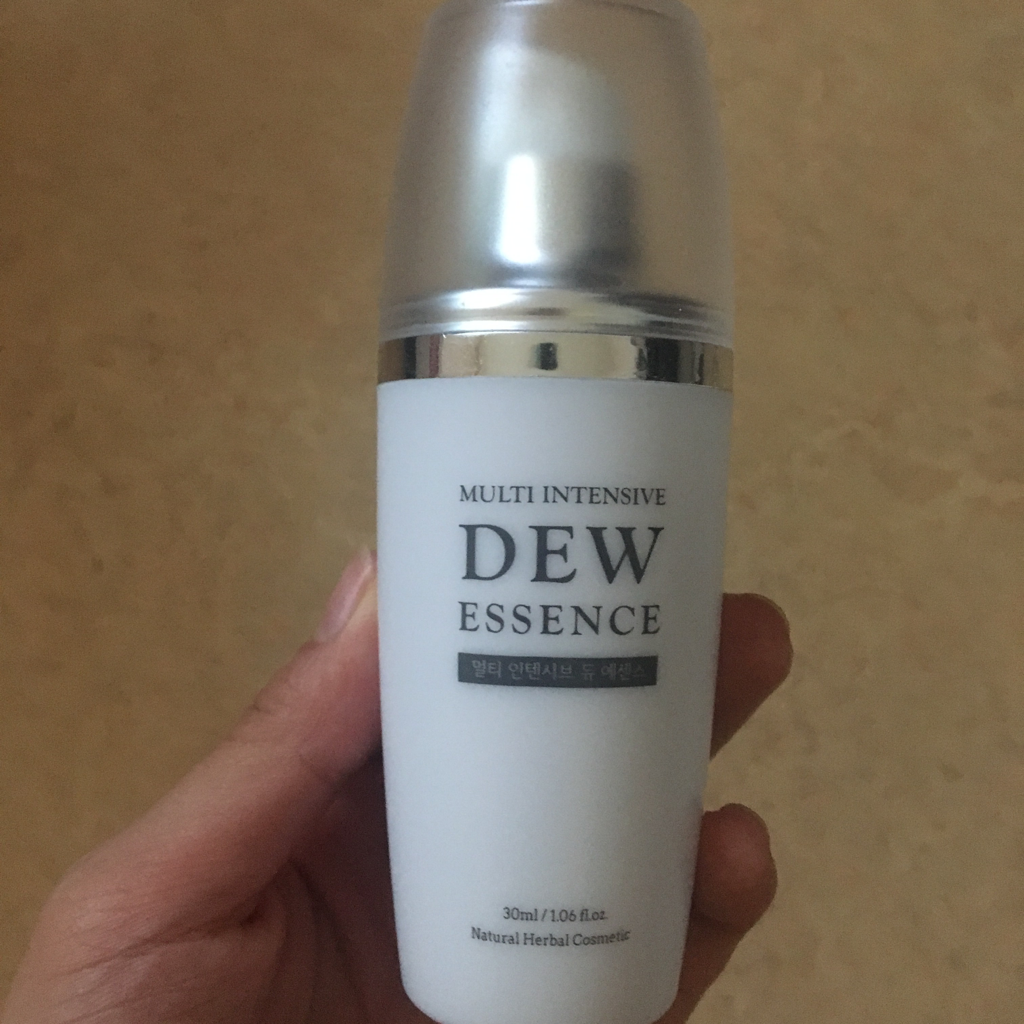 MULTI INTENSIVE
DEW
ESSENCE
멀티 인텐시브 듀 에센스
30ml / 1.06 fl.oz.
Natural Herbal Cosmetic